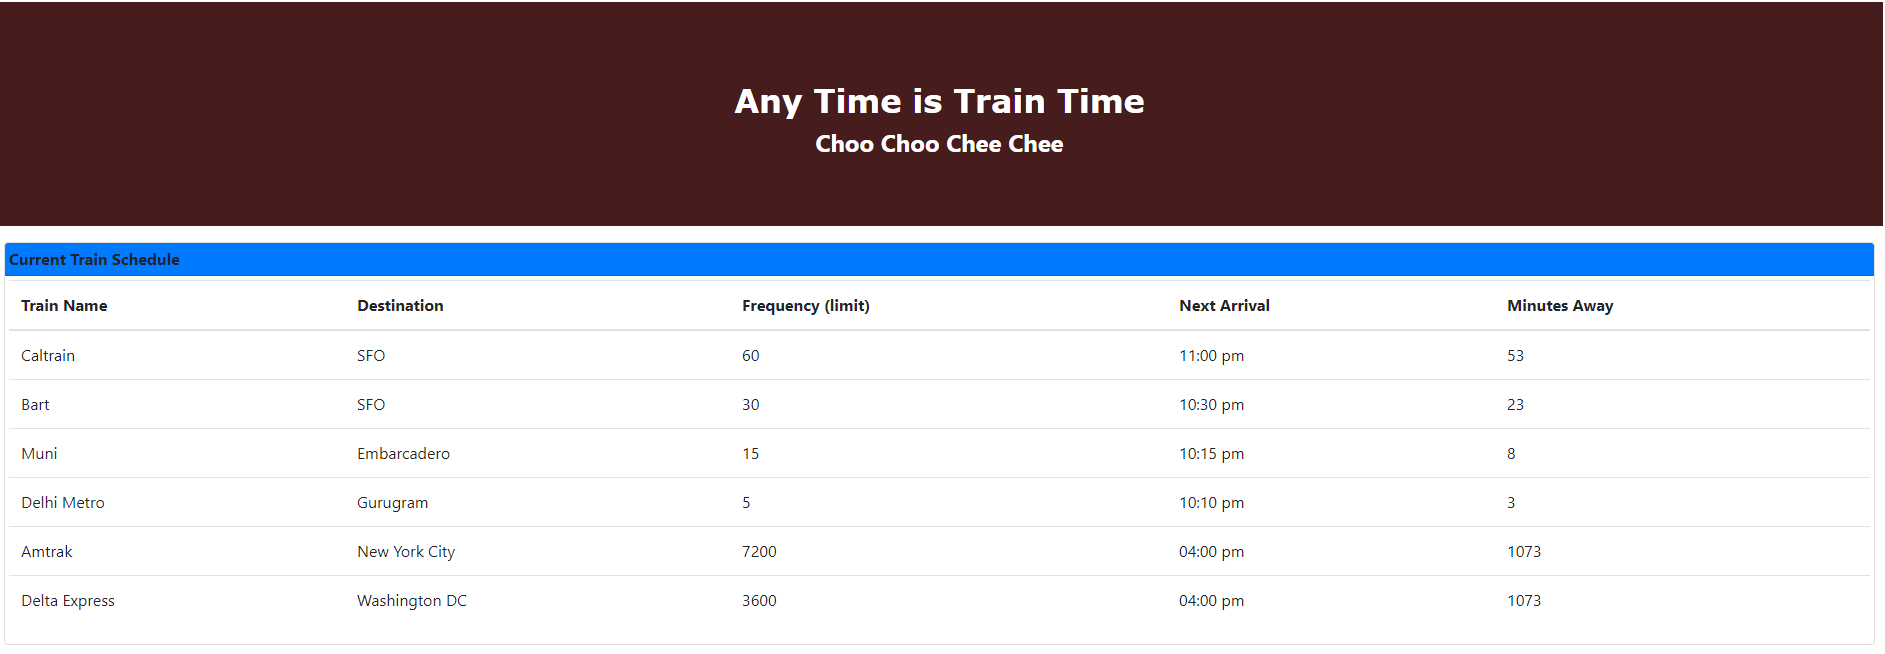 Any Time is Train Time
Choo Choo Chee Chee
Current Train Schedule
Train Name Destination Frequency (limit) Next Arrival Minutes Away
Caltrain SFO 60 11:00 pm 53
Bart SFO 30 10:30 pm 23
Muni Embarcadero 15 10:15 pm 8
Delhi Metro Gurugram 5 10:10 pm 3
Amtrak New York City 7200 04:00 pm 1073
Delta Express Washington DC 3600 04:00 pm 1073